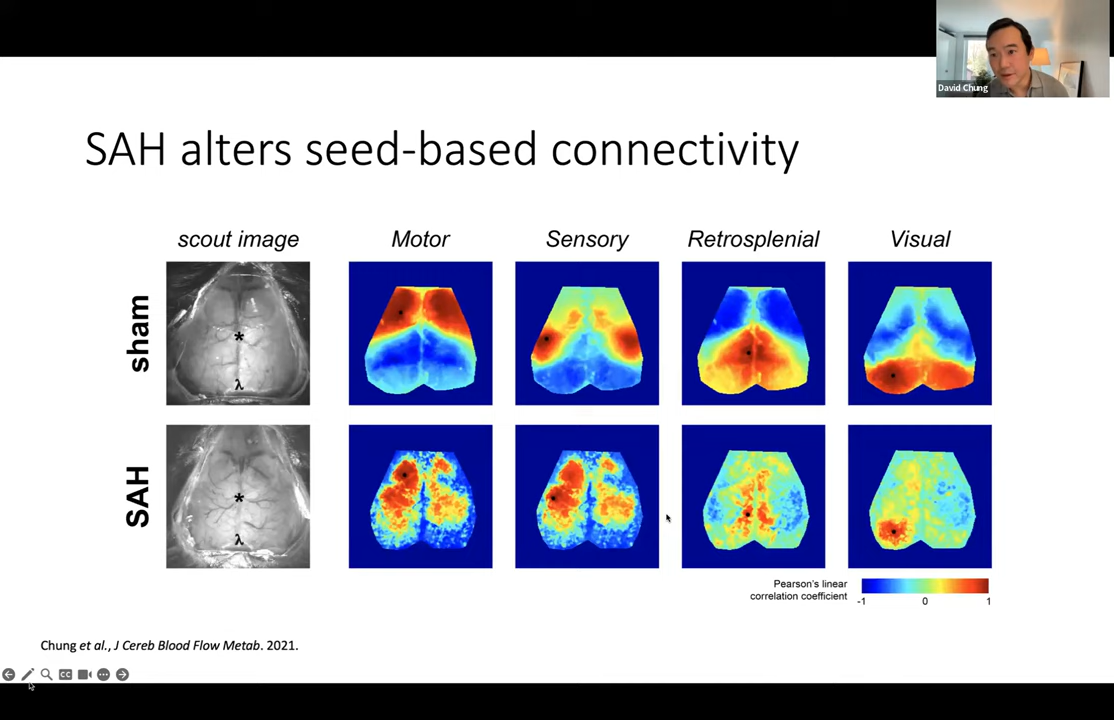 David Chung
SAH alters seed-based connectivity
scout image
Motor
Sensory
Retrosplenial
Visual
sham
*
λ
SAH
*
λ
Pearson's linear
correlation coefficient
-1
0
1
Chung et al., J Cereb Blood Flow Metab. 2021.
CC